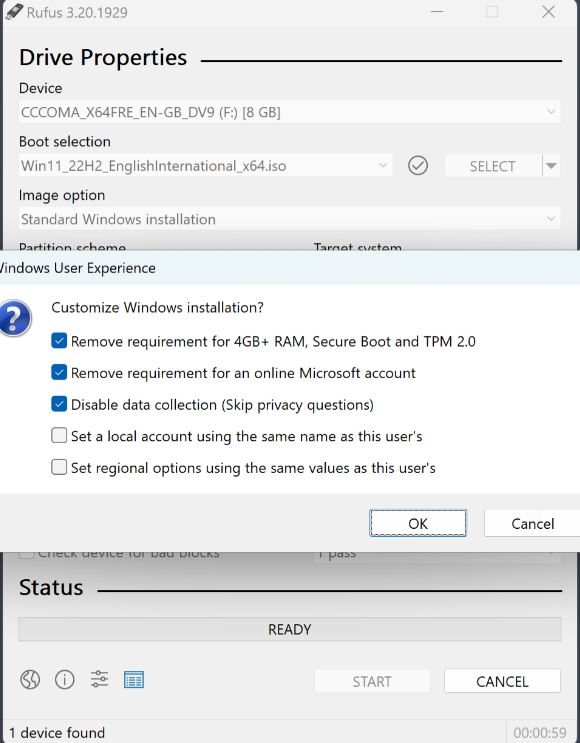 Rufus 3.20.1929
Drive Properties
Device
CCCOMA_X64FRE_EN-GB_DV9 (F:) [8 GB]
Boot selection
Win11_22H2_EnglishInternational_x64.iso
SELECT
Image option
Standard Windows installation
Partition scheme Target system
Windows User Experience
?
Customize Windows installation?
Remove requirement for 4GB+ RAM, Secure Boot and TPM 2.0
Remove requirement for an online Microsoft account
Disable data collection (Skip privacy questions)
Set a local account using the same name as this user's
Set regional options using the same values as this user's
OK Cancel
Check device for bad blocks 1 pass
Status
READY
START CANCEL
1 device found 00:00:59